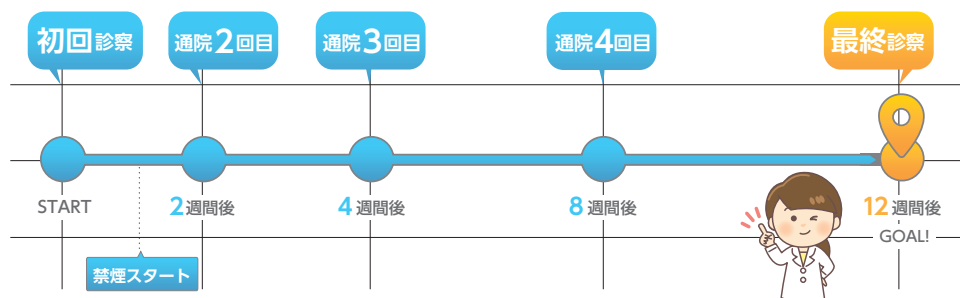 初回診察
通院2回目
通院3回目
通院4回目
最終診察
START
2週間後
4週間後
8週間後
12週間後
GOAL!
禁煙スタート